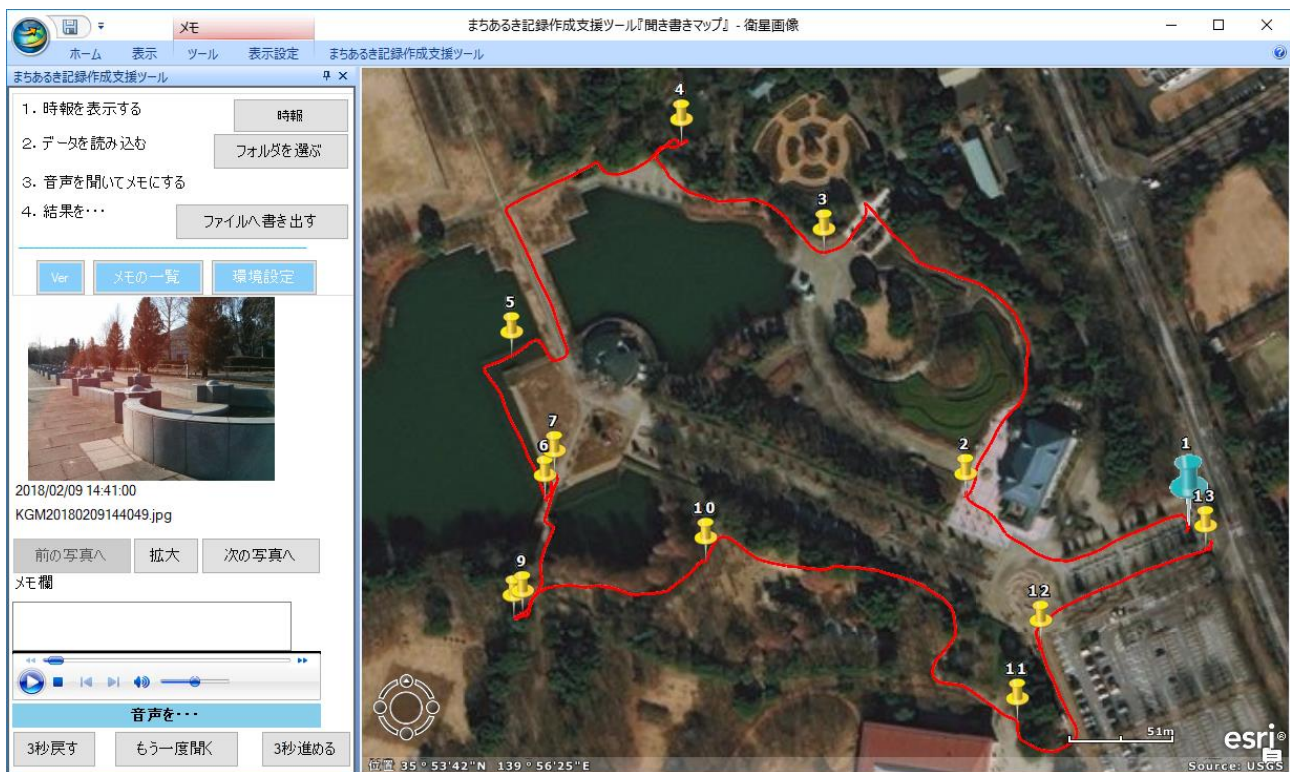 メモ
まちあるき記録作成支援ツール『聞き書きマップ』 - 衛星画像
ホーム 表示 ツール 表示設定 まちあるき記録作成支援ツール
まちあるき記録作成支援ツール
1. 時報を表示する
時報
2. データを読み込む
フォルダを選ぶ
3. 音声を聞いてメモにする
4. 結果を・・・
ファイルへ書き出す
Ver メモの一覧 環境設定
2018/02/09 14:41:00
KGM20180209144049.jpg
前の写真へ 拡大 次の写真へ
メモ欄
音声を・・・
3秒戻す もう一度聞く 3秒進める
4
3
5
7
6
2
1
13
10
9
12
11
51m
esri
位置 35°53'42"N 139°56'25"E
Source: USGS